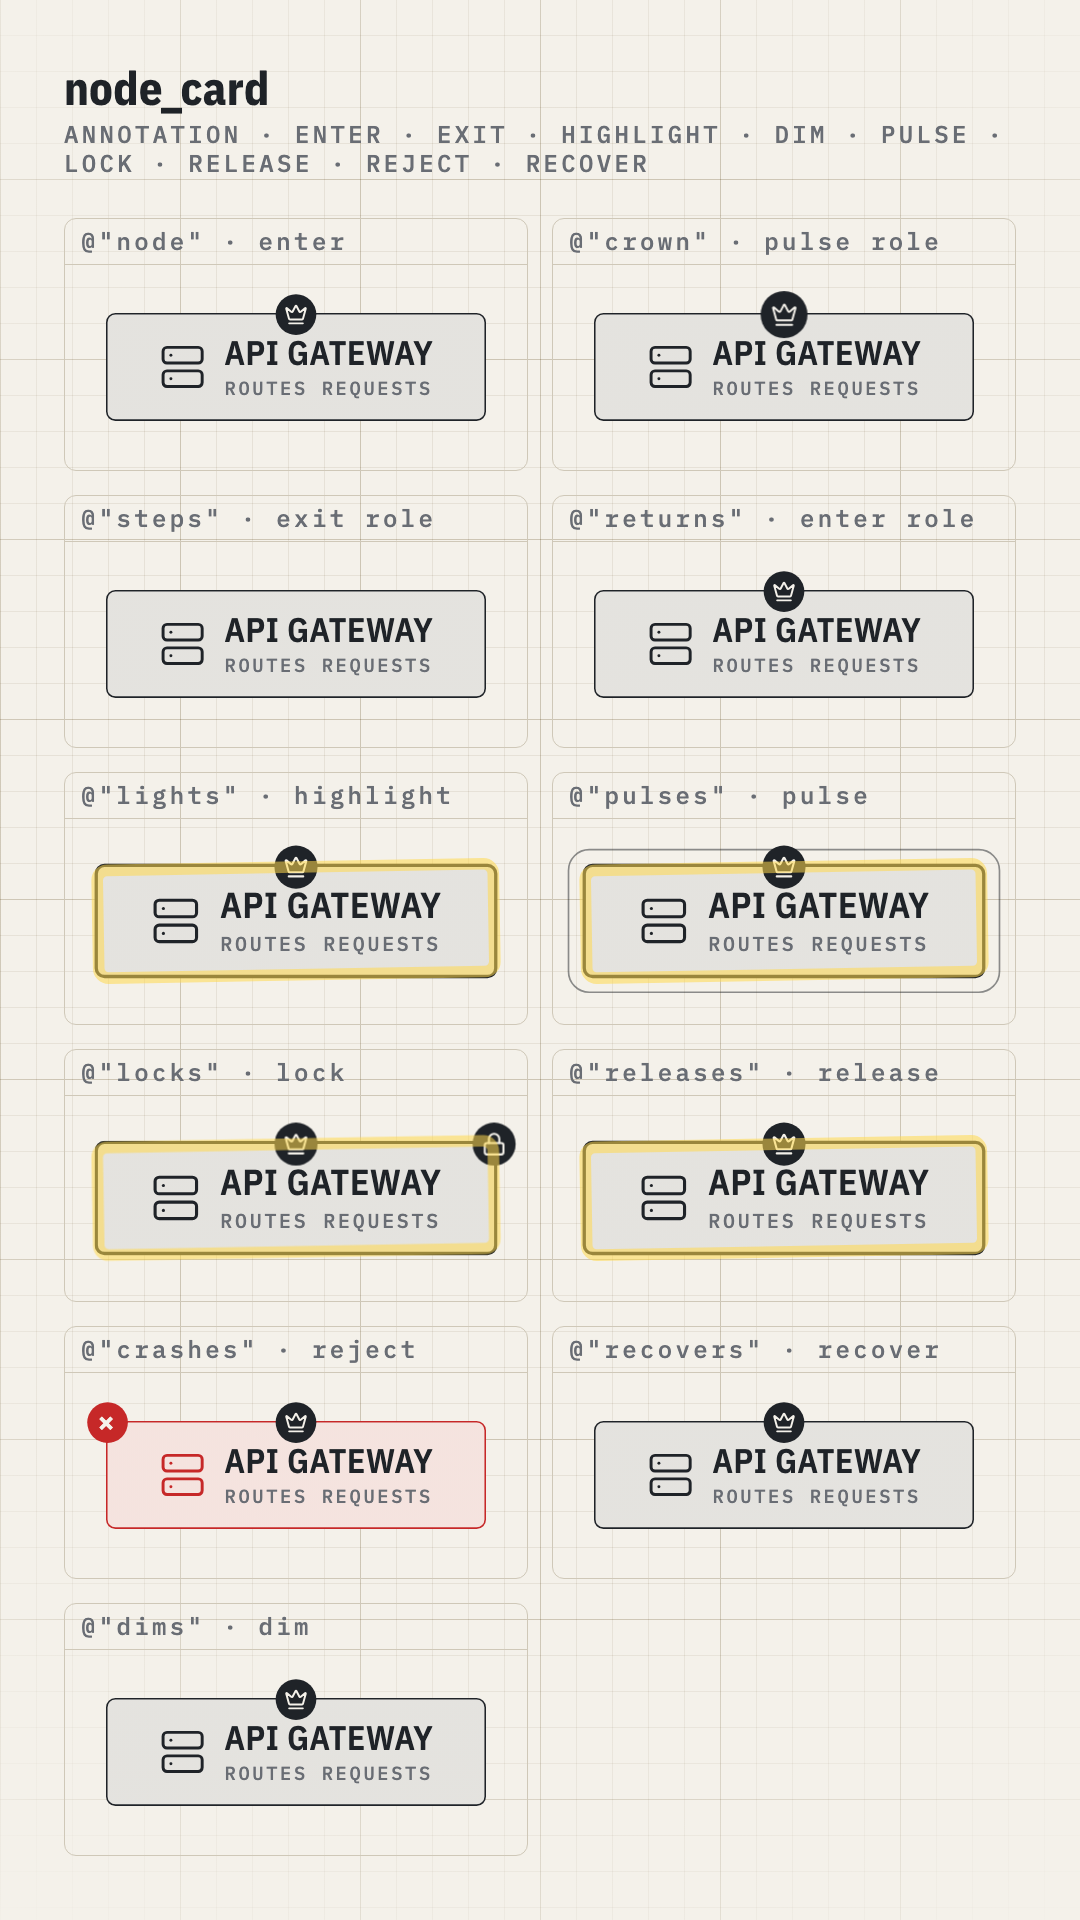 node_card
ANNOTATION · ENTER · EXIT · HIGHLIGHT · DIM · PULSE ·
LOCK · RELEASE · REJECT · RECOVER
@"node" · enter
API GATEWAY
ROUTES REQUESTS
@"crown" · pulse role
API GATEWAY
ROUTES REQUESTS
@"steps" · exit role
API GATEWAY
ROUTES REQUESTS
@"returns" · enter role
API GATEWAY
ROUTES REQUESTS
@"lights" · highlight
API GATEWAY
ROUTES REQUESTS
@"pulses" · pulse
API GATEWAY
ROUTES REQUESTS
@"locks" · lock
API GATEWAY
ROUTES REQUESTS
@"releases" · release
API GATEWAY
ROUTES REQUESTS
@"crashes" · reject
API GATEWAY
ROUTES REQUESTS
@"recovers" · recover
API GATEWAY
ROUTES REQUESTS
@"dims" · dim
API GATEWAY
ROUTES REQUESTS